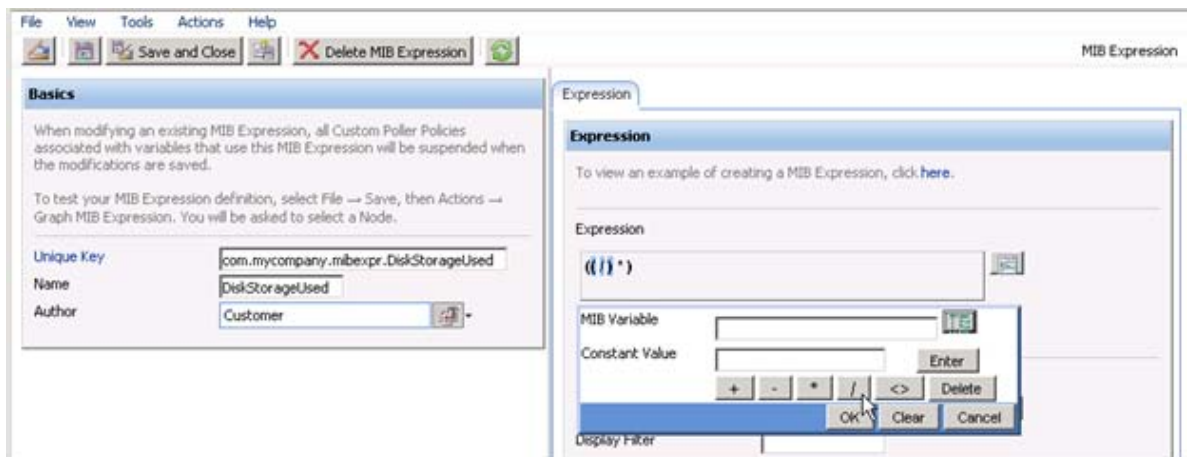 File View Tools Actions Help
Save and Close Delete MIB Expression
MIB Expression
Basics
When modifying an existing MIB Expression, all Custom Poller Policies
associated with variables that use this MIB Expression will be suspended when
the modifications are saved.
To test your MIB Expression definition, select File → Save, then Actions →
Graph MIB Expression. You will be asked to select a Node.
Unique Key com.mycompany.mibexpr.DiskStorageUsed
Name DiskStorageUsed
Author Customer
Expression
Expression
To view an example of creating a MIB Expression, click here.
Expression
(( / ) * )
MIB Variable
Constant Value Enter
+ - * / <> Delete
OK Clear Cancel
Display Filter